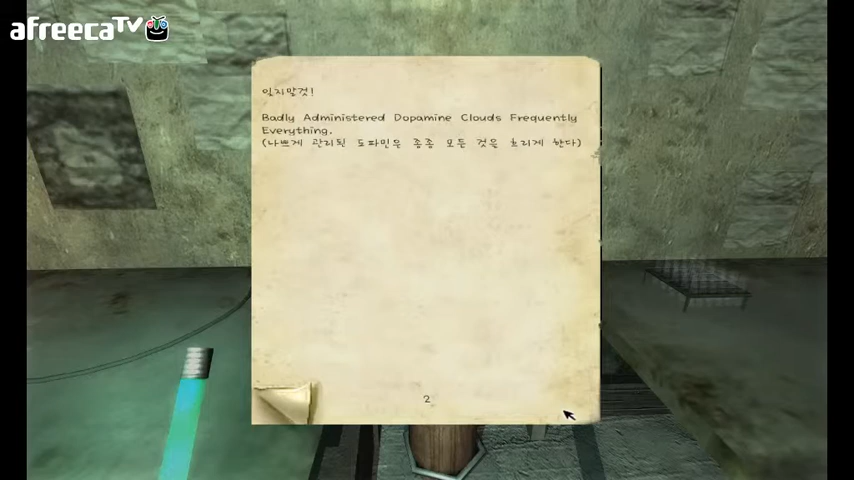 afreecaTV
잊지말것!
Badly Administered Dopamine Clouds Frequently
Everything.
(나쁘게 관리된 도파민은 종종 모든 것을 흐리게 한다)
2